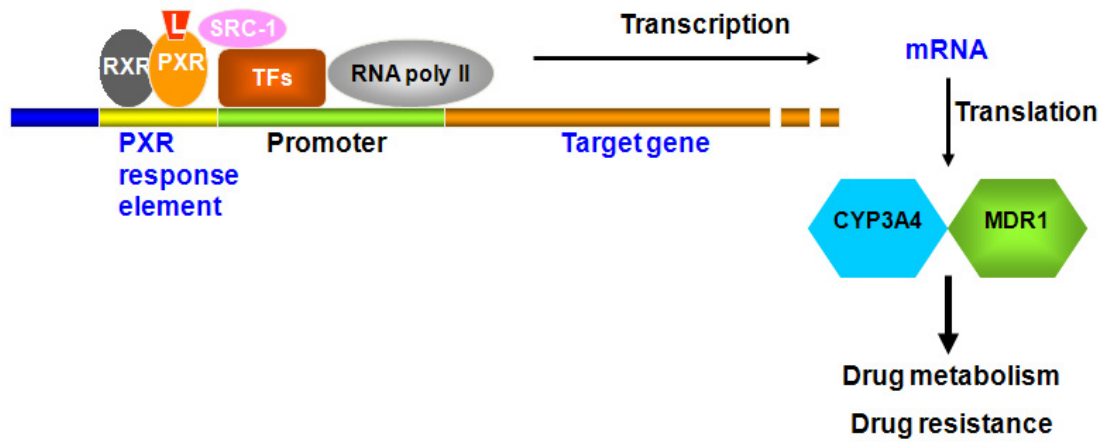 L
SRC-1
RXR
PXR
TFs
RNA poly II
Transcription
mRNA
PXR
response
element
Promoter
Target gene
Translation
CYP3A4
MDR1
Drug metabolism
Drug resistance